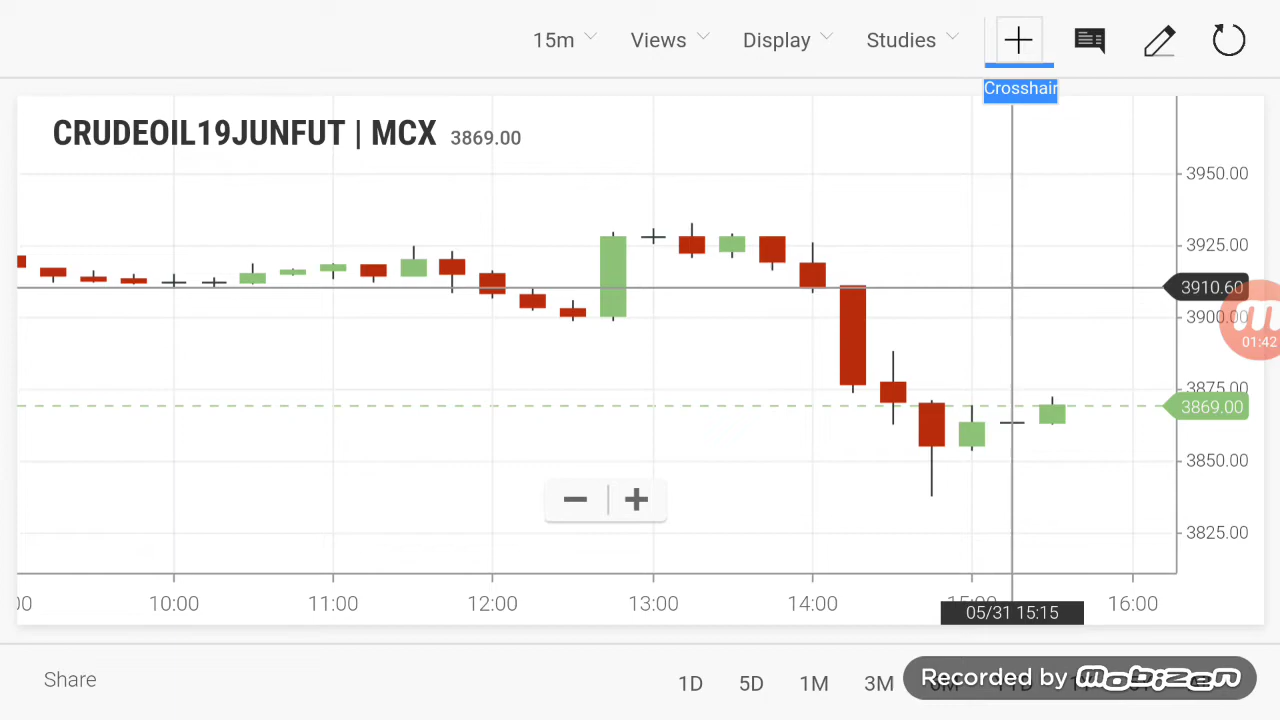 15m Views Display Studies
Crosshair
CRUDEOIL19JUNFUT | MCX 3869.00
3950.00
3925.00
3910.60
3900.00
01:42
3875.00
3869.00
3850.00
3825.00
10:00 11:00 12:00 13:00 14:00 15:00 16:00
05/31 15:15
Share 1D 5D 1M 3M
Recorded by mobizen